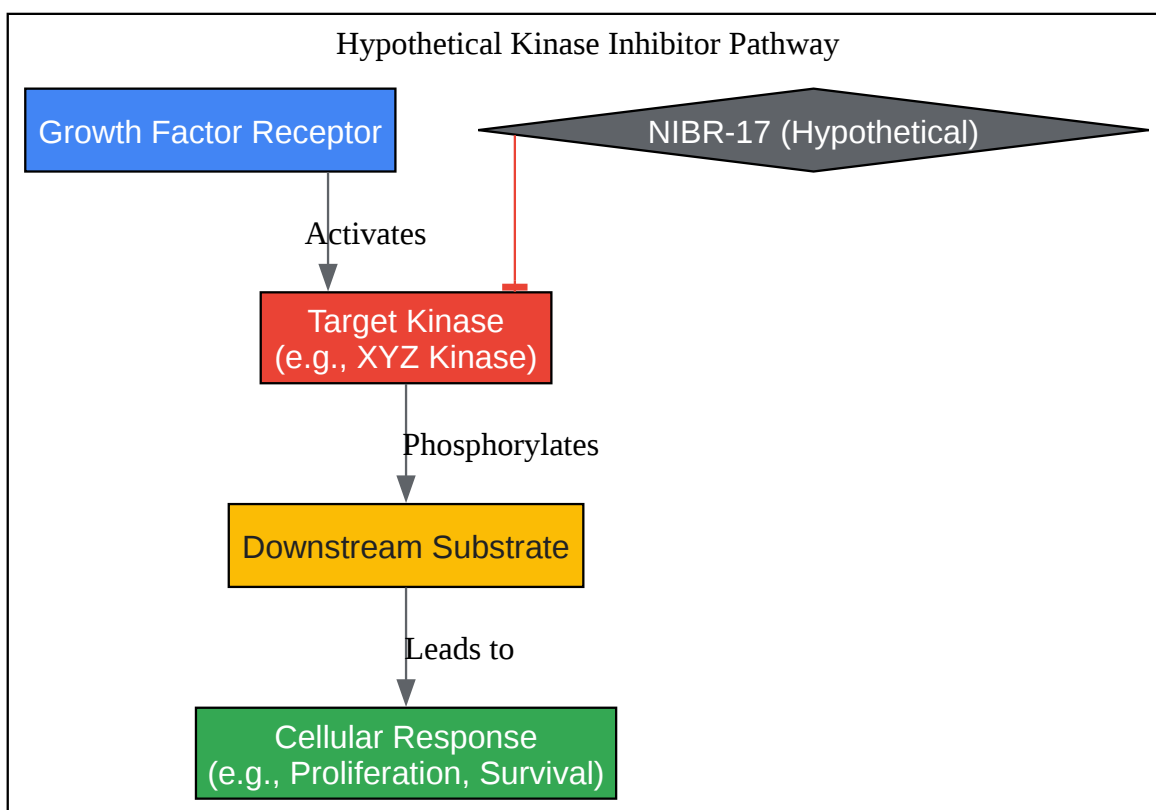 Hypothetical Kinase Inhibitor Pathway
Growth Factor Receptor
NIBR-17 (Hypothetical)
Activates
Target Kinase
(e.g., XYZ Kinase)
Phosphorylates
Downstream Substrate
Leads to
Cellular Response
(e.g., Proliferation, Survival)